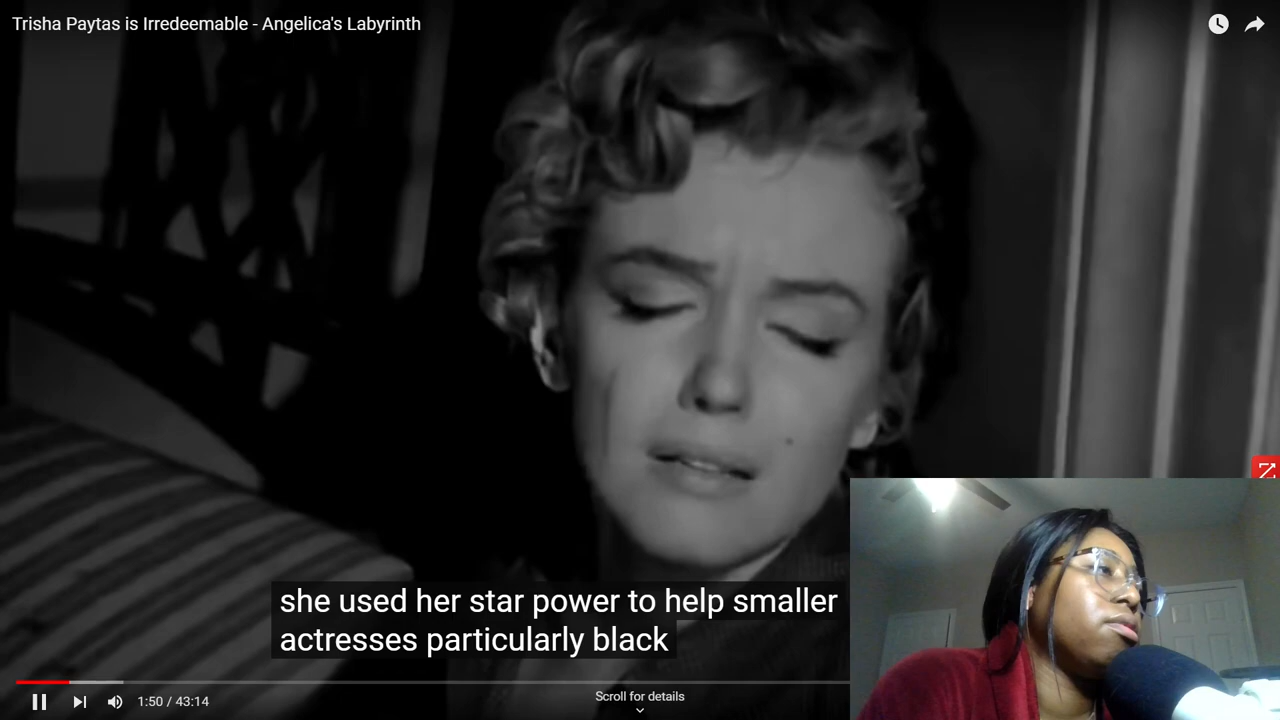 Trisha Paytas is Irredeemable - Angelica's Labyrinth
she used her star power to help smaller
actresses particularly black
1:50 / 43:14
Scroll for details